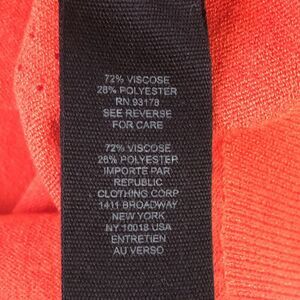 72% VISCOSE
28% POLYESTER
RN 93178
SEE REVERSE
FOR CARE
72% VISCOSE
28% POLYESTER
IMPORTE PAR
REPUBLIC
CLOTHING CORP
1411 BROADWAY
NEW YORK
NY 10018 USA
ENTRETIEN
AU VERSO